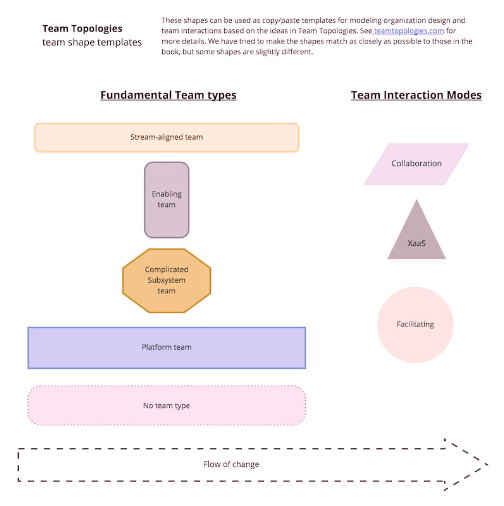 Team Topologies
team shape templates
These shapes can be used as copy/paste templates for modeling organization design and
team interactions based on the ideas in Team Topologies. See teamtopologies.com for
more details. We have tried to make the shapes match as closely as possible to those in the
book, but some shapes are slightly different.
Fundamental Team types
Team Interaction Modes
Stream-aligned team
Enabling
team
Complicated
Subsystem
team
Platform team
No team type
Collaboration
XaaS
Facilitating
Flow of change